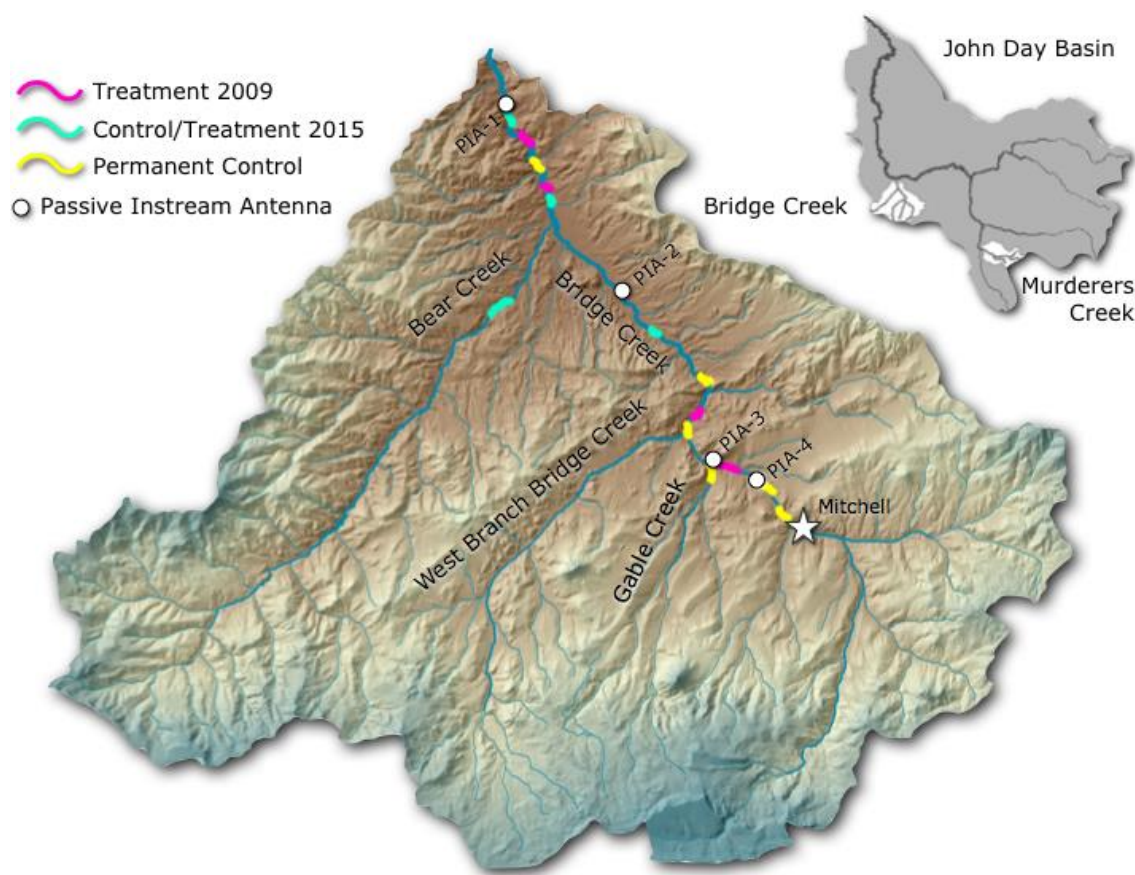 John Day Basin
Treatment 2009
Control/Treatment 2015
Permanent Control
Passive Instream Antenna
PIA-1
Bridge Creek
Murderers
Creek
PIA-2
Bear Creek
Bridge Creek
West Branch Bridge Creek
PIA-3
PIA-4
Gable Creek
Mitchell